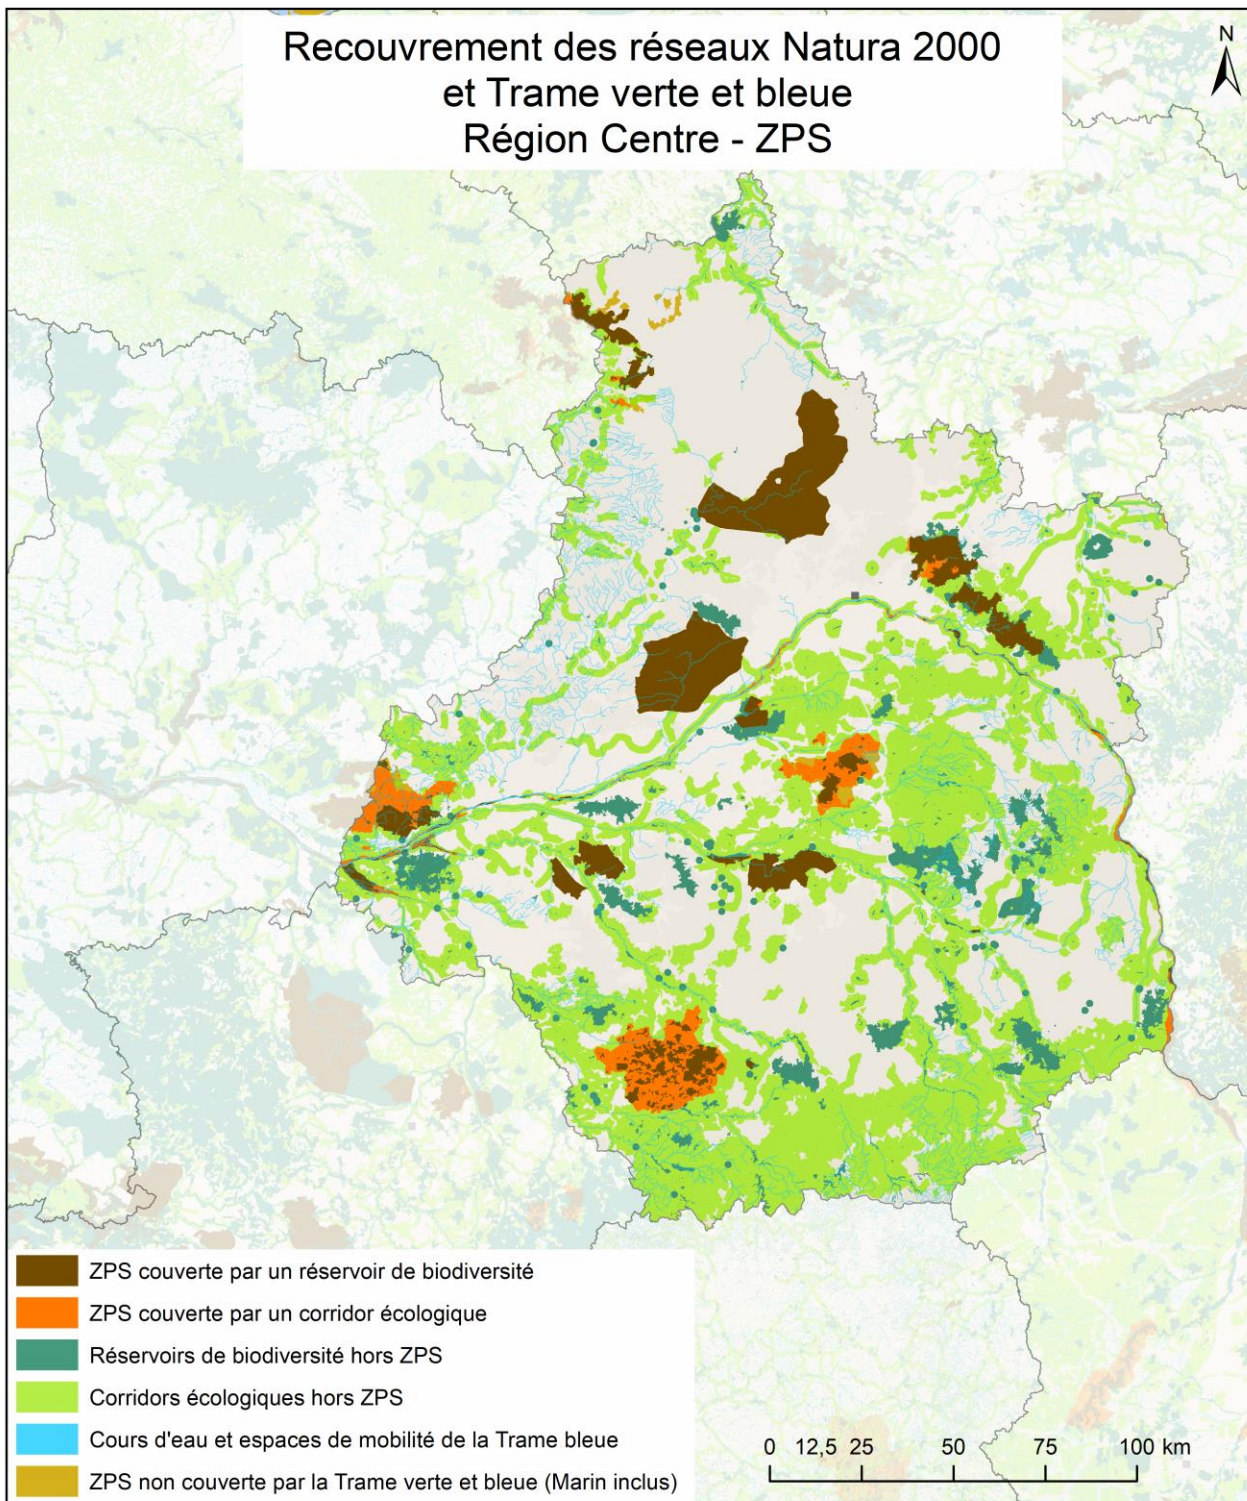 Recouvrement des réseaux Natura 2000
et Trame verte et bleue
Région Centre - ZPS
N
ZPS couverte par un réservoir de biodiversité
ZPS couverte par un corridor écologique
Réservoirs de biodiversité hors ZPS
Corridors écologiques hors ZPS
Cours d'eau et espaces de mobilité de la Trame bleue
ZPS non couverte par la Trame verte et bleue (Marin inclus)
0 12,5 25 50 75 100 km